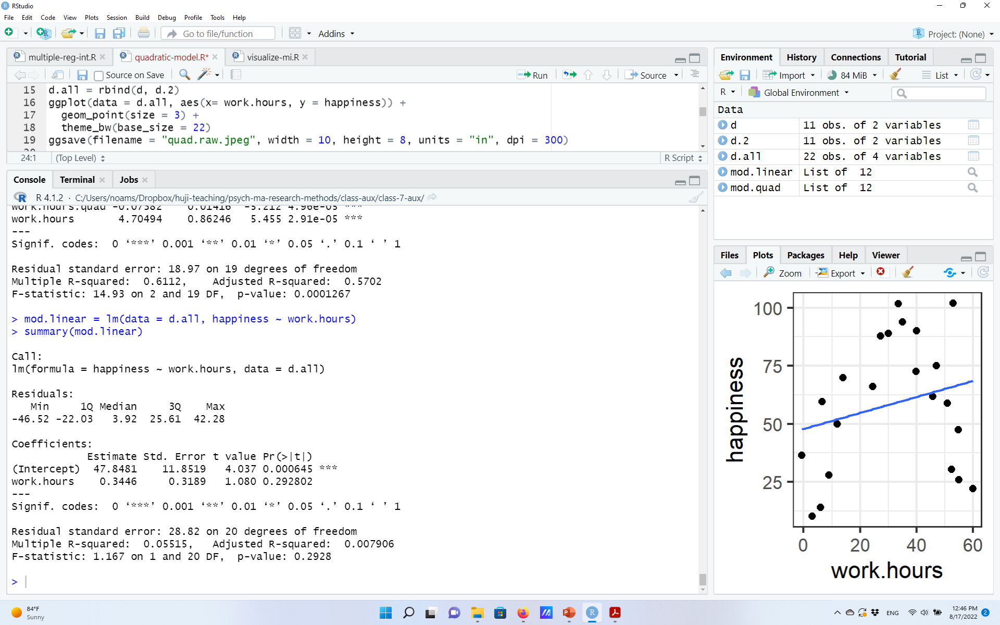 RStudio
File Edit Code View Plots Session Build Debug Profile Tools Help
Go to file/function Addins Project: (None)
multiple-reg-int.R quadratic-model.R* visualize-mi.R
Source on Save Run Source
15 d.all = rbind(d, d.2)
16 ggplot(data = d.all, aes(x= work.hours, y = happiness)) +
17 geom_point(size = 3) +
18 theme_bw(base_size = 22)
19 ggsave(filename = "quad.raw.jpeg", width = 10, height = 8, units = "in", dpi = 300)
24:1 (Top Level) R Script
Console Terminal Jobs
R 4.1.2 · C:/Users/noams/Dropbox/huji-teaching/psych-ma-research-methods/class-aux/class-7-aux/
work.hours.quad -0.07382 0.01416 -5.212 4.96e-05 ***
work.hours 4.70494 0.86246 5.455 2.91e-05 ***
---
Signif. codes: 0 ‘***’ 0.001 ‘**’ 0.01 ‘*’ 0.05 ‘.’ 0.1 ‘ ’ 1
Residual standard error: 18.97 on 19 degrees of freedom
Multiple R-squared: 0.6112, Adjusted R-squared: 0.5702
F-statistic: 14.93 on 2 and 19 DF, p-value: 0.0001267
> mod.linear = lm(data = d.all, happiness ~ work.hours)
> summary(mod.linear)
Call:
lm(formula = happiness ~ work.hours, data = d.all)
Residuals:
Min 1Q Median 3Q Max
-46.52 -22.03 3.92 25.61 42.28
Coefficients:
Estimate Std. Error t value Pr(>|t|)
(Intercept) 47.8481 11.8519 4.037 0.000645 ***
work.hours 0.3446 0.3189 1.080 0.292802
---
Signif. codes: 0 ‘***’ 0.001 ‘**’ 0.01 ‘*’ 0.05 ‘.’ 0.1 ‘ ’ 1
Residual standard error: 28.82 on 20 degrees of freedom
Multiple R-squared: 0.05515, Adjusted R-squared: 0.007906
F-statistic: 1.167 on 1 and 20 DF, p-value: 0.2928
>
Environment History Connections Tutorial
Import 84 MiB List
R Global Environment
Data
d 11 obs. of 2 variables
d.2 11 obs. of 2 variables
d.all 22 obs. of 4 variables
mod.linear List of 12
mod.quad List of 12
Files Plots Packages Help Viewer
Zoom Export
100
75
50
25
happiness
0 20 40 60
work.hours
84°F
Sunny
ENG
12:46 PM
8/17/2022
2